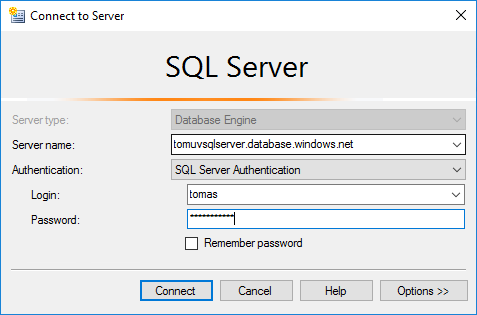 Connect to Server
SQL Server
Server type: Database Engine
Server name: tomuvsqlserver.database.windows.net
Authentication: SQL Server Authentication
Login: tomas
Password: ***********
Remember password
Connect Cancel Help Options >>